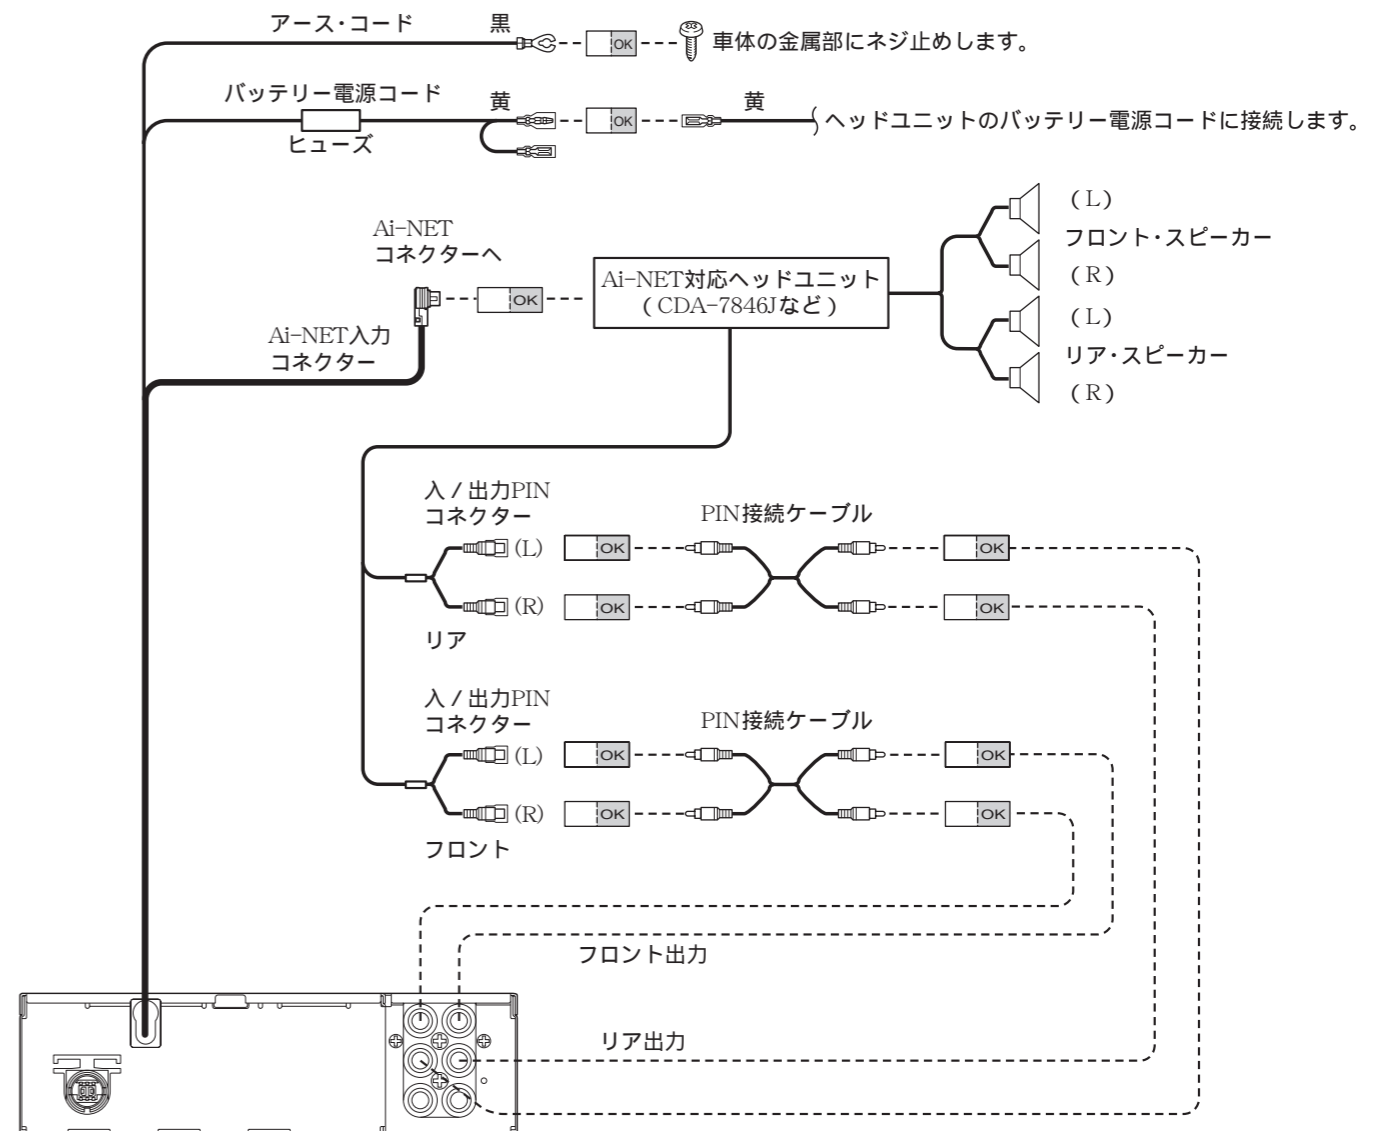 アース・コード
黒
OK
車体の金属部にネジ止めします。
バッテリー電源コード
黄
OK
黄
ヘッドユニットのバッテリー電源コードに接続します。
ヒューズ
(L)
フロント・スピーカー
(R)
(L)
リア・スピーカー
(R)
Ai-NET
コネクターへ
OK
Ai-NET対応ヘッドユニット
(CDA-7846Jなど)
Ai-NET入力
コネクター
入/出力PIN
コネクター
PIN接続ケーブル
(L)
OK
OK
(R)
OK
OK
リア
入/出力PIN
コネクター
PIN接続ケーブル
(L)
OK
OK
(R)
OK
OK
フロント
フロント出力
リア出力